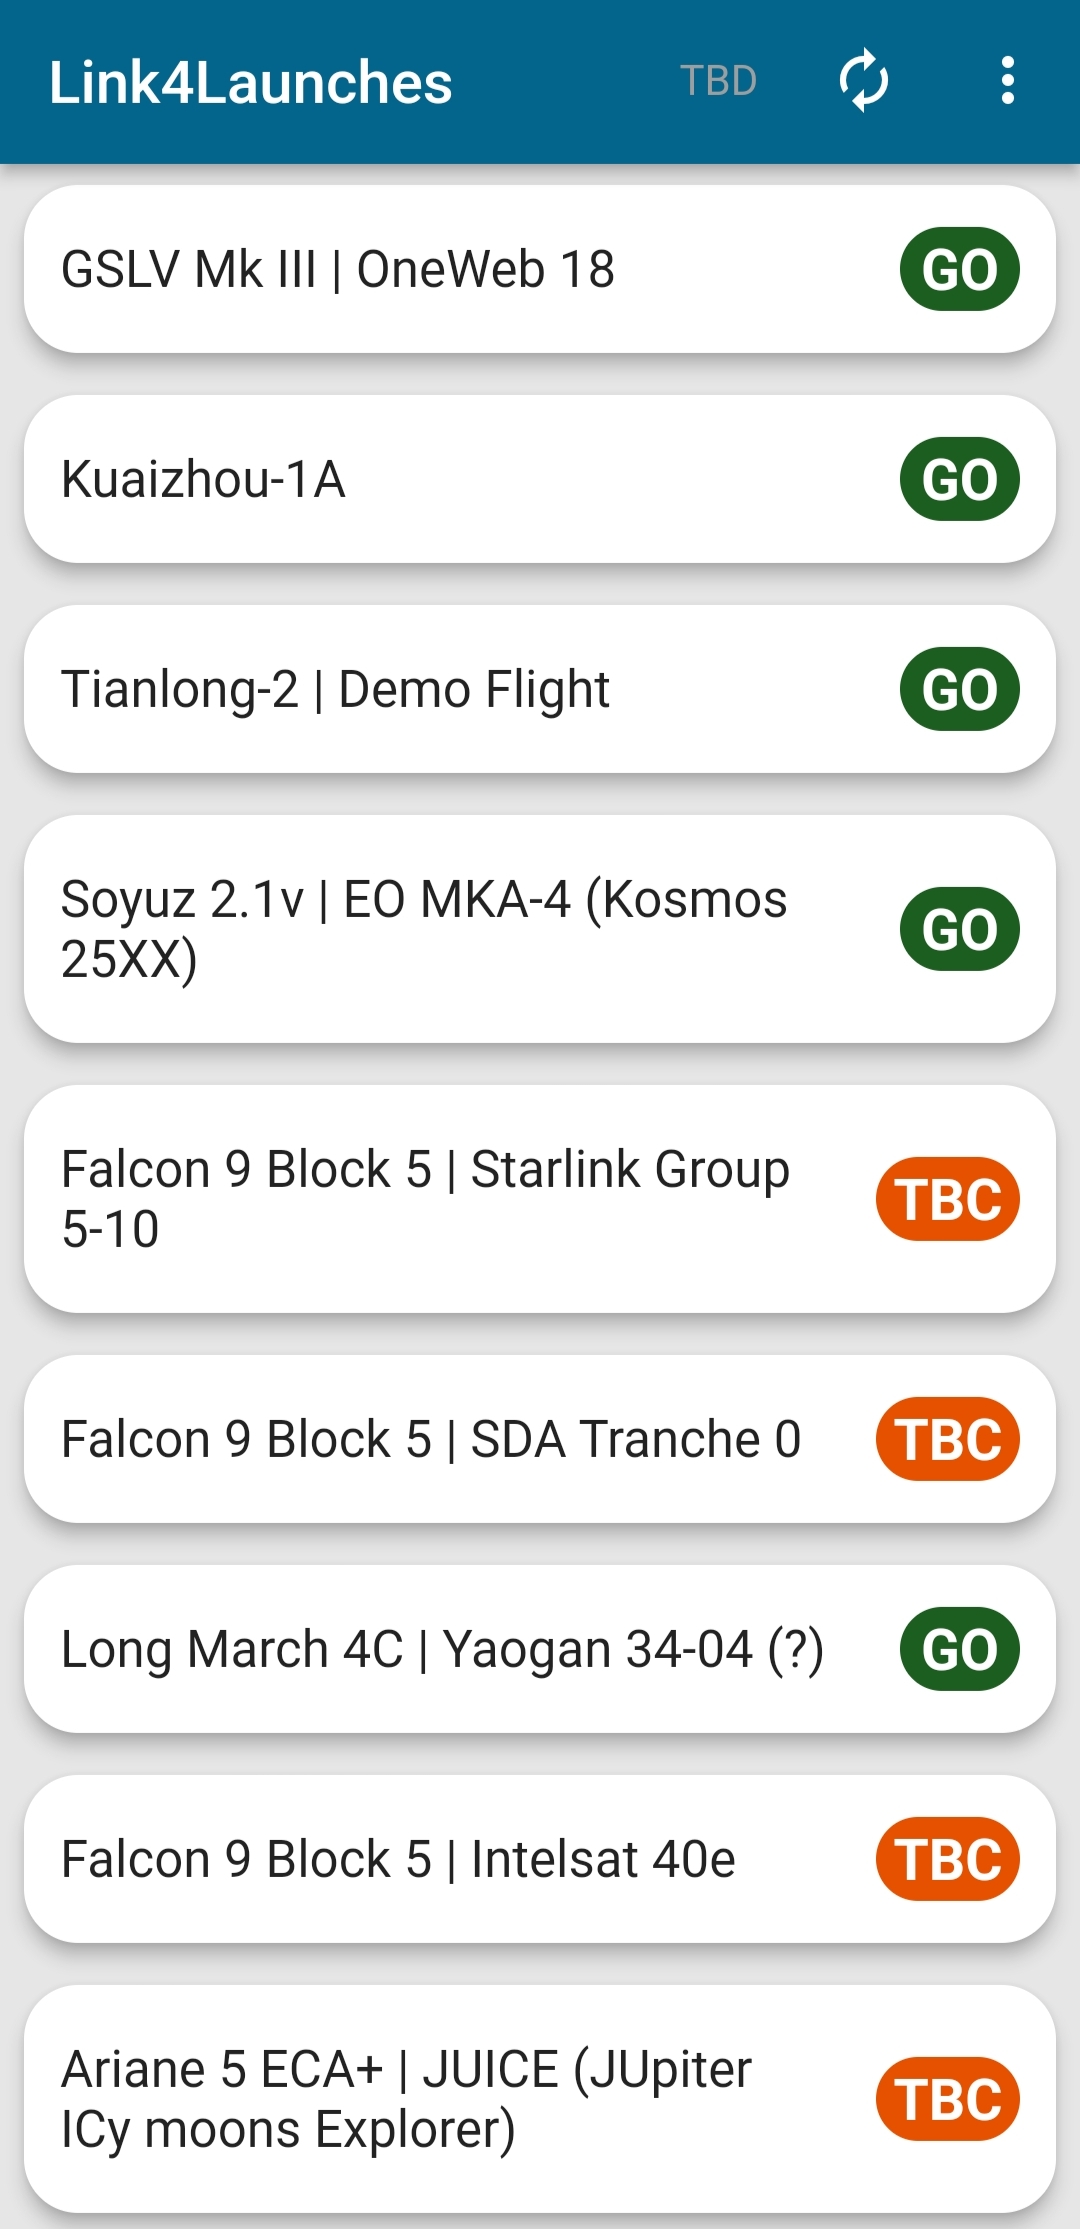 Link4Launches TBD
GSLV Mk III | OneWeb 18 GO
Kuaizhou-1A GO
Tianlong-2 | Demo Flight GO
Soyuz 2.1v | EO MKA-4 (Kosmos
25XX)
GO
Falcon 9 Block 5 | Starlink Group
5-10
TBC
Falcon 9 Block 5 | SDA Tranche 0 TBC
Long March 4C | Yaogan 34-04 (?) GO
Falcon 9 Block 5 | Intelsat 40e TBC
Ariane 5 ECA+ | JUICE (JUpiter
ICy moons Explorer)
TBC